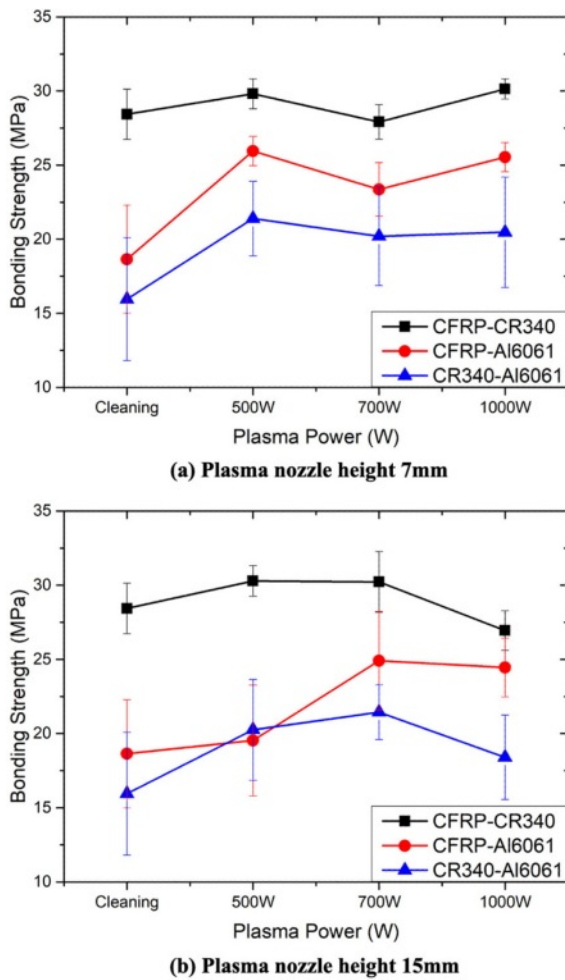 35
30
25
20
15
10
Bonding Strength (MPa)
CFRP-CR340
CFRP-Al6061
CR340-Al6061
Cleaning 500W 700W 1000W
Plasma Power (W)
(a) Plasma nozzle height 7mm
35
30
25
20
15
10
Bonding Strength (MPa)
CFRP-CR340
CFRP-Al6061
CR340-Al6061
Cleaning 500W 700W 1000W
Plasma Power (W)
(b) Plasma nozzle height 15mm